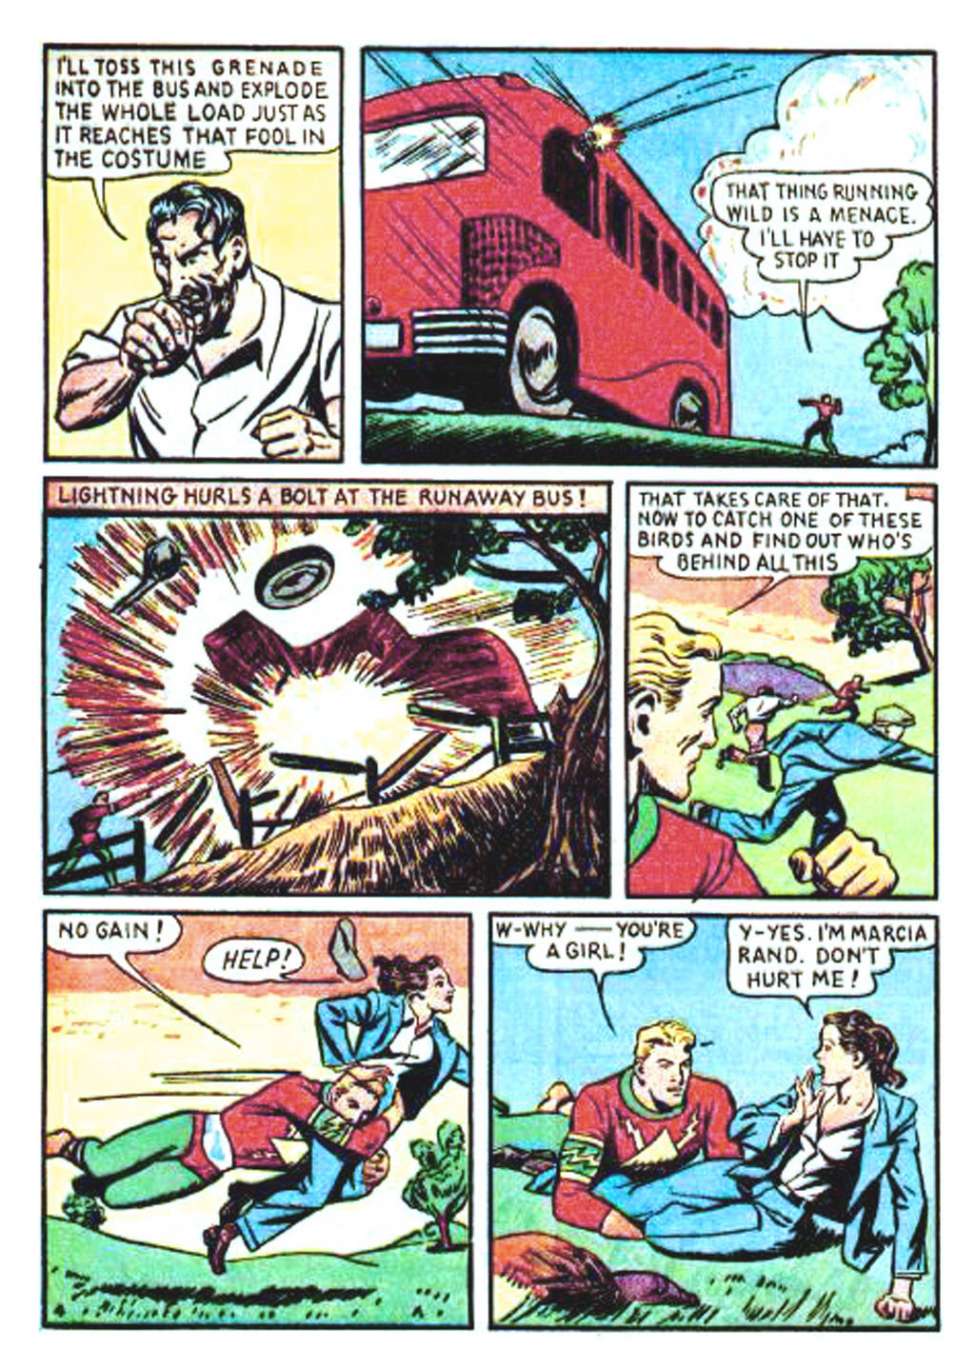 I'LL TOSS THIS GRENADE
INTO THE BUS AND EXPLODE
THE WHOLE LOAD JUST AS
IT REACHES THAT FOOL IN
THE COSTUME
THAT THING RUNNING
WILD IS A MENACE.
I'LL HAVE TO
STOP IT
LIGHTNING HURLS A BOLT AT THE RUNAWAY BUS!
THAT TAKES CARE OF THAT.
NOW TO CATCH ONE OF THESE
BIRDS AND FIND OUT WHO'S
BEHIND ALL THIS
NO GAIN!
HELP!
W-WHY — YOU'RE
A GIRL!
Y-YES. I'M MARCIA
RAND. DON'T
HURT ME!